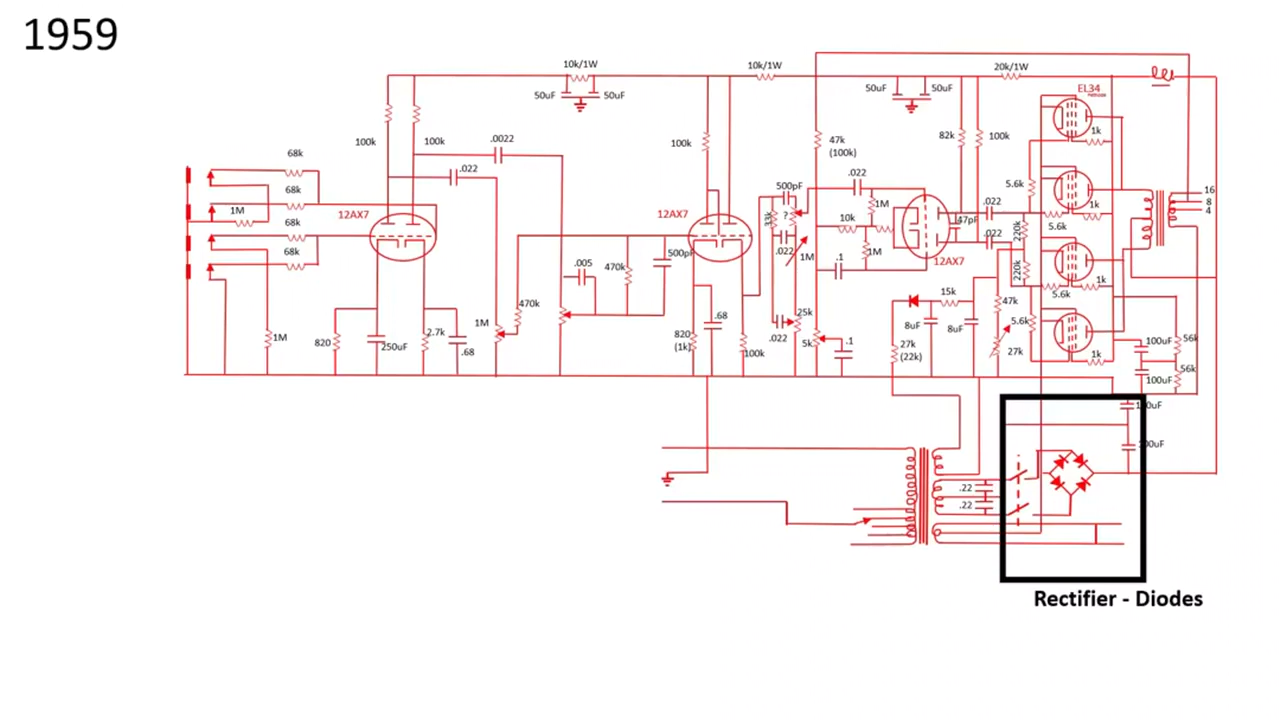 1959
10k/1W
10k/1W
20k/1W
50uF
50uF
50uF
50uF
EL34
100k
100k
.0022
.022
100k
47k
(100k)
82k
100k
1k
68k
68k
68k
68k
1M
12AX7
12AX7
500pF
.022
1M
33k
?
10k
1M
.022
1M
.1
12AX7
47pF
.022
.022
220k
220k
5.6k
5.6k
5.6k
5.6k
1k
1k
1k
16
8
4
500pF
.005
470k
470k
1M
1M
820
250uF
2.7k
.68
.68
820
(1k)
100k
.022
25k
5k
.1
15k
8uF
8uF
27k
(22k)
47k
27k
100uF
100uF
56k
56k
100uF
100uF
.22
.22
Rectifier - Diodes